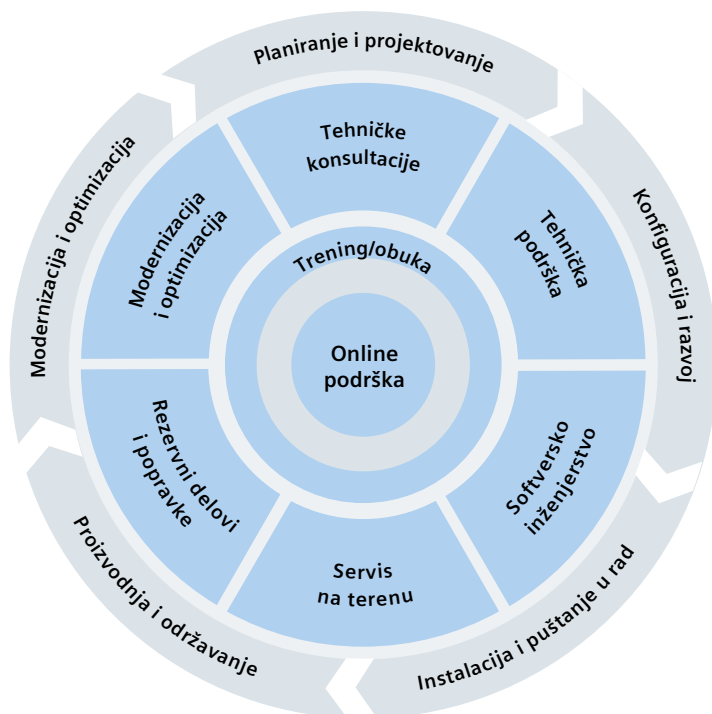 Planiranje i projektovanje
Konfiguracija i razvoj
Instalacija i puštanje u rad
Proizvodnja i održavanje
Modernizacija i optimizacija
Tehničke
konsultacije
Tehnička
podrška
Softversko
inženjerstvo
Servis
na terenu
Rezervni delovi
i popravke
Modernizacija
i optimizacija
Trening/obuka
Online
podrška